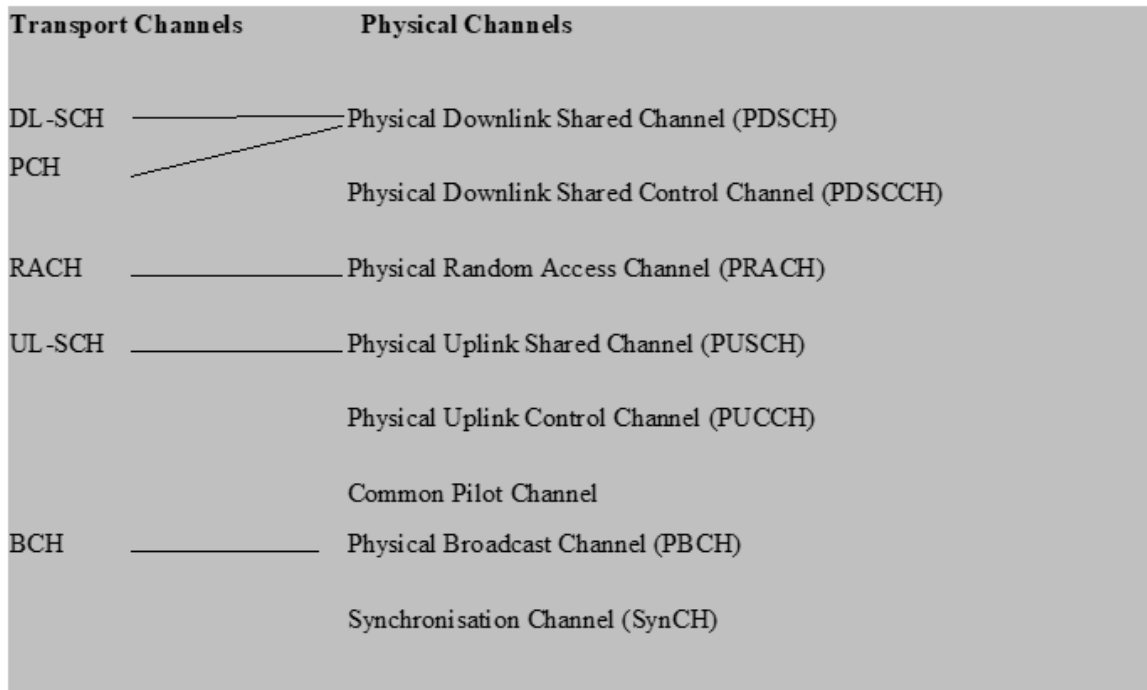 Transport Channels Physical Channels
DL-SCH Physical Downlink Shared Channel (PDSCH)
PCH
Physical Downlink Shared Control Channel (PDSCCH)
RACH Physical Random Access Channel (PRACH)
UL-SCH Physical Uplink Shared Channel (PUSCH)
Physical Uplink Control Channel (PUCCH)
Common Pilot Channel
BCH Physical Broadcast Channel (PBCH)
Synchronisation Channel (SynCH)